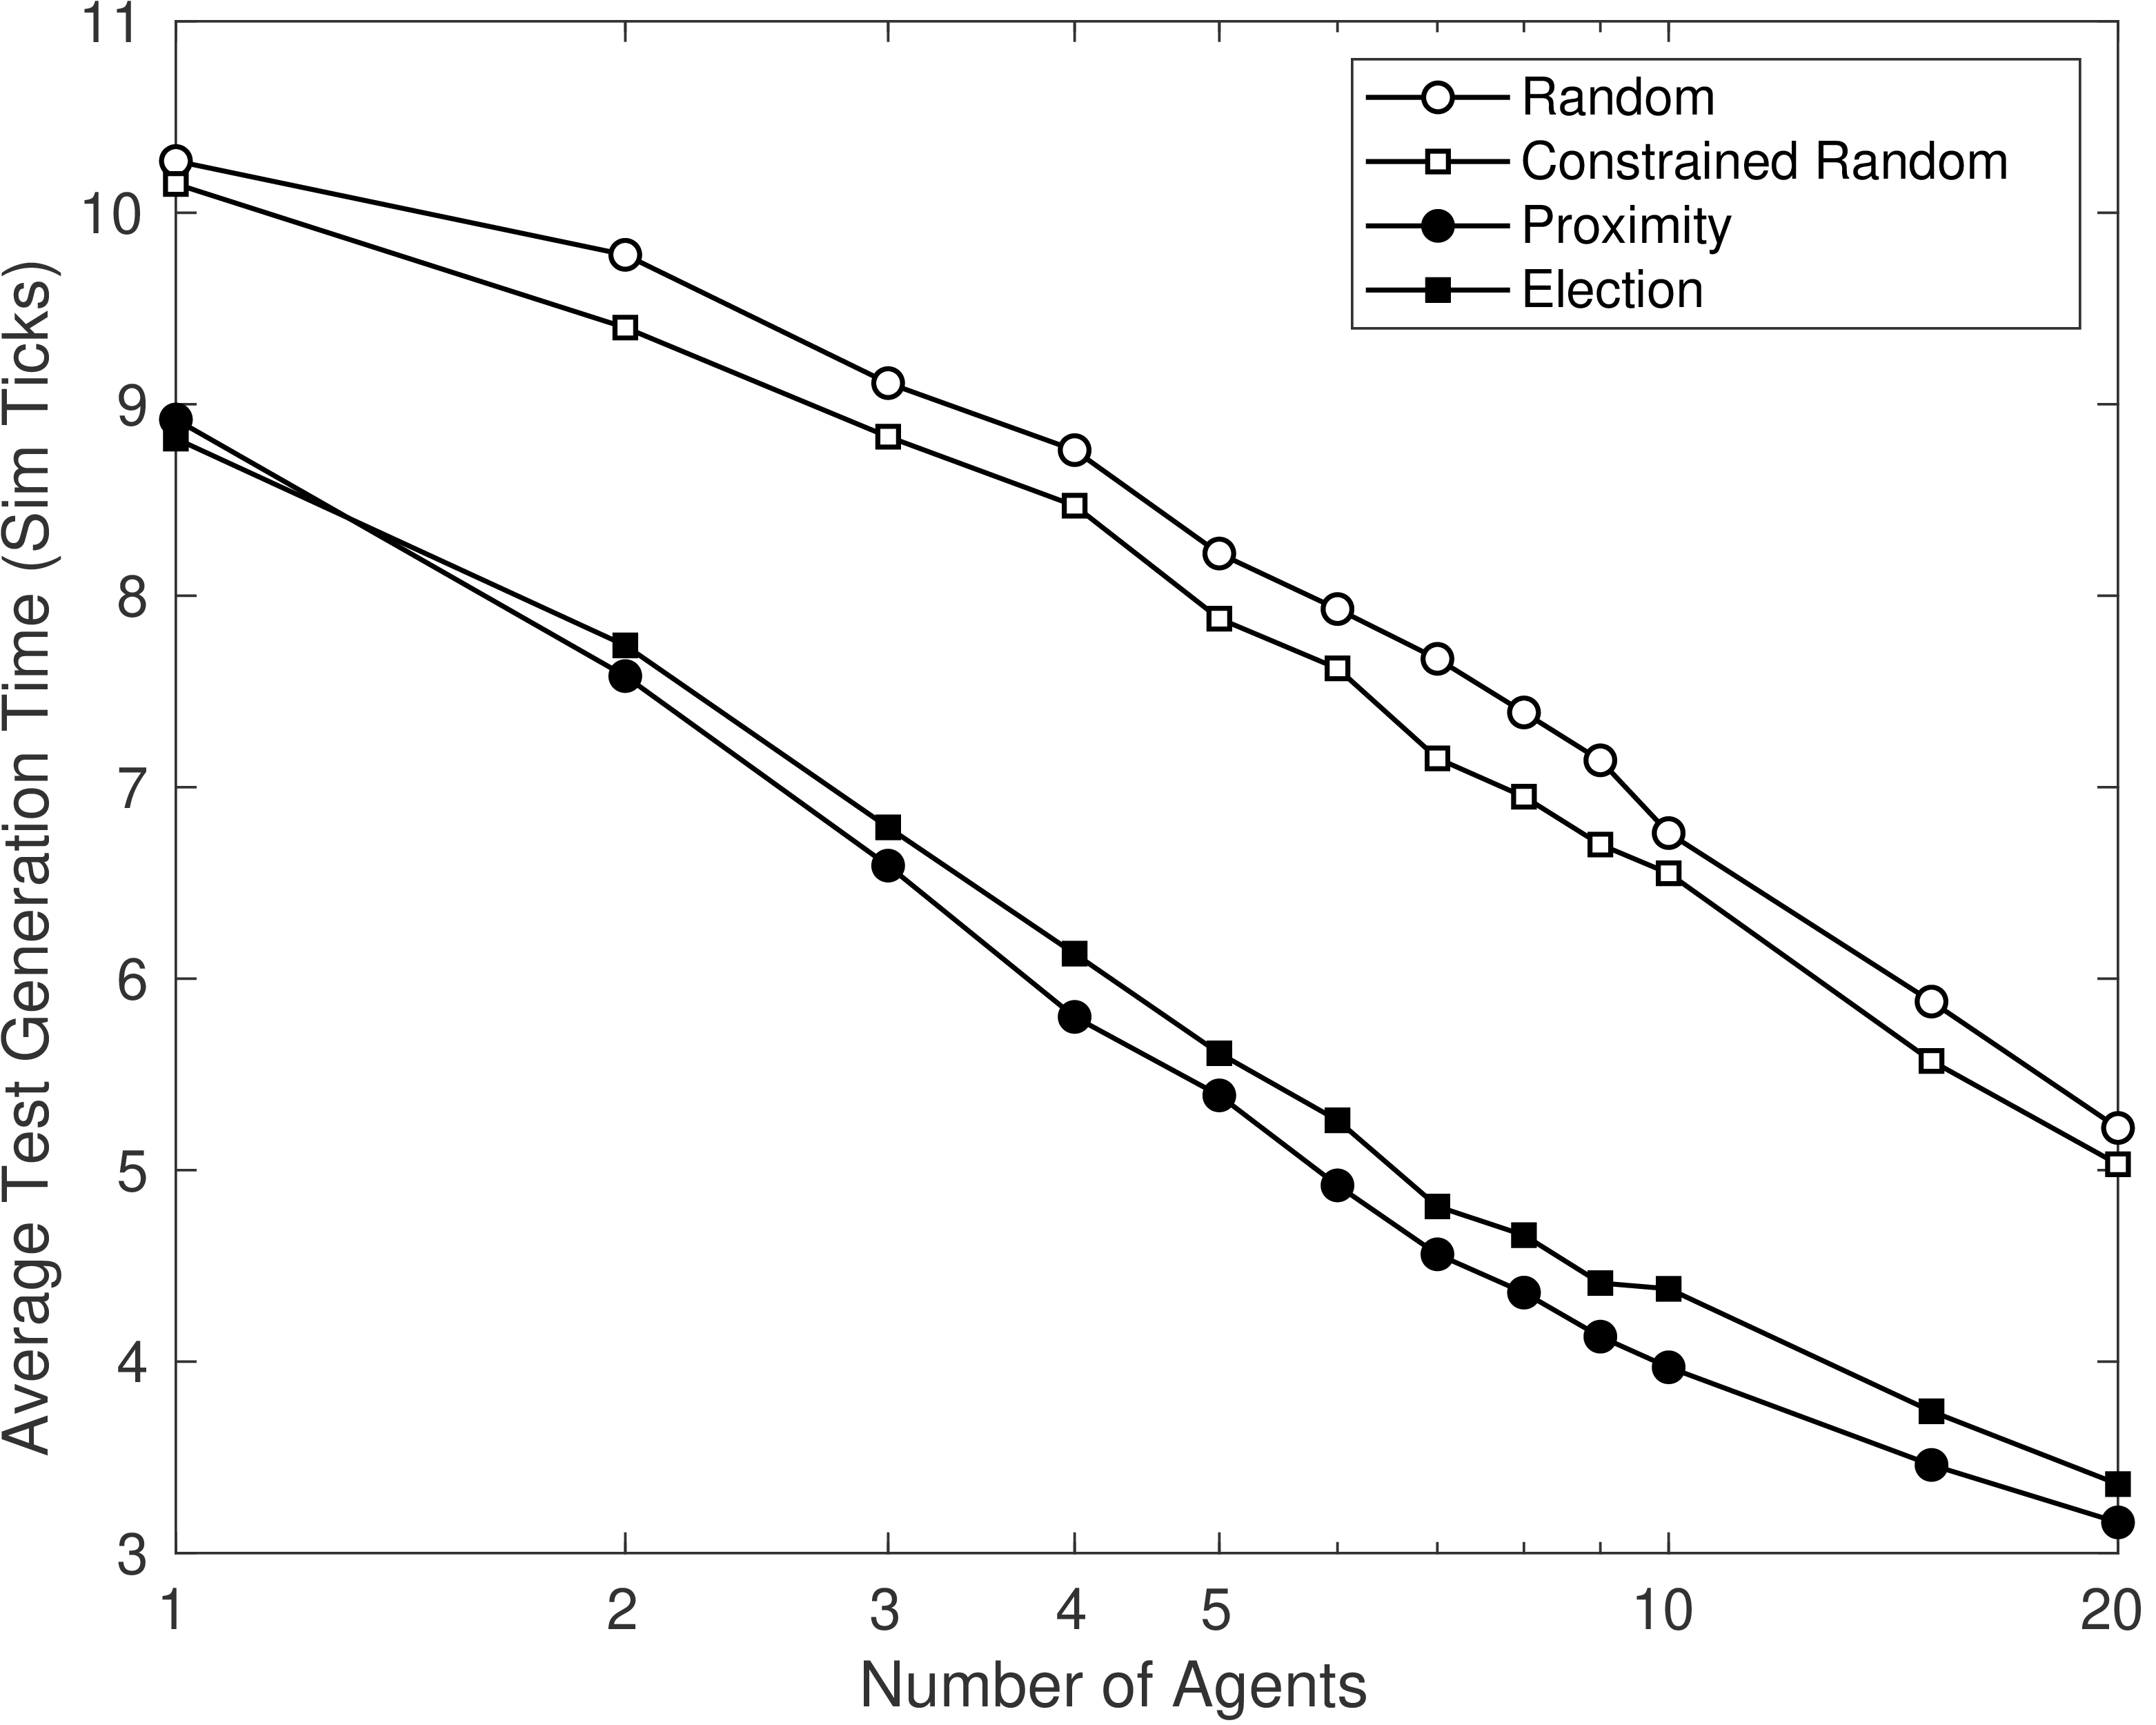 Average Test Generation Time (Sim Ticks)
11
10
9
8
7
6
5
4
3
Random
Constrained Random
Proximity
Election
1 2 3 4 5 10 20
Number of Agents